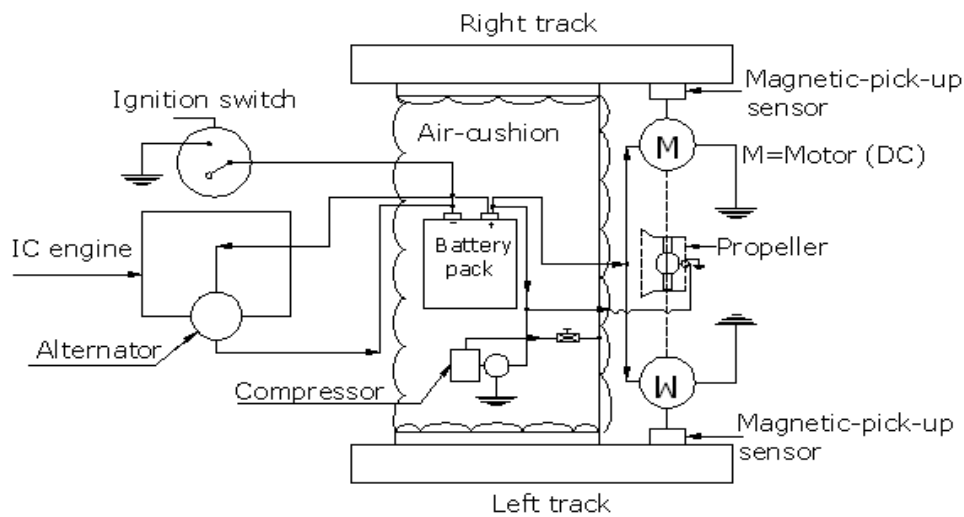 Right track
Magnetic-pick-up
sensor
Ignition switch
Air-cushion
M
M=Motor (DC)
IC engine
- +
Battery
pack
Propeller
Alternator
Compressor
M
Magnetic-pick-up
sensor
Left track